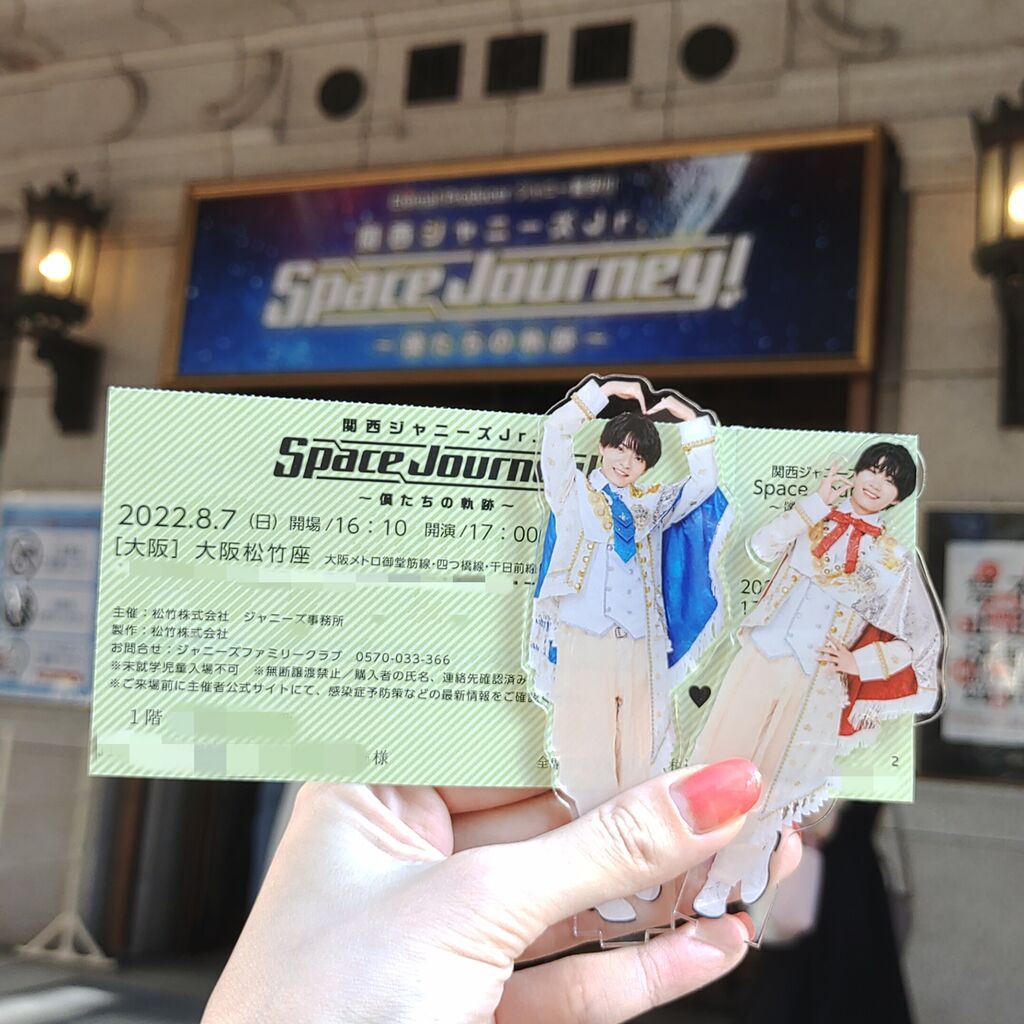 関西ジャニーズJr.
Space Journey!
～僕たちの軌跡～
関西ジャニーズJr.
Space Journey
～僕たちの軌跡～
2022.8.7（日）開場/16：10 開演/17：00
[大阪] 大阪松竹座 大阪メトロ御堂筋線・四つ橋線・千日前線
主催：松竹株式会社 ジャニーズ事務所
製作：松竹株式会社
お問合せ：ジャニーズファミリークラブ 0570-033-366
※未就学児童入場不可 ※無断譲渡禁止／購入者の氏名、連絡先確認済み
※ご来場前に主催者公式サイトにて、感染症予防策などの最新情報をご確認
1階
様
関西ジャニーズ
Space
2